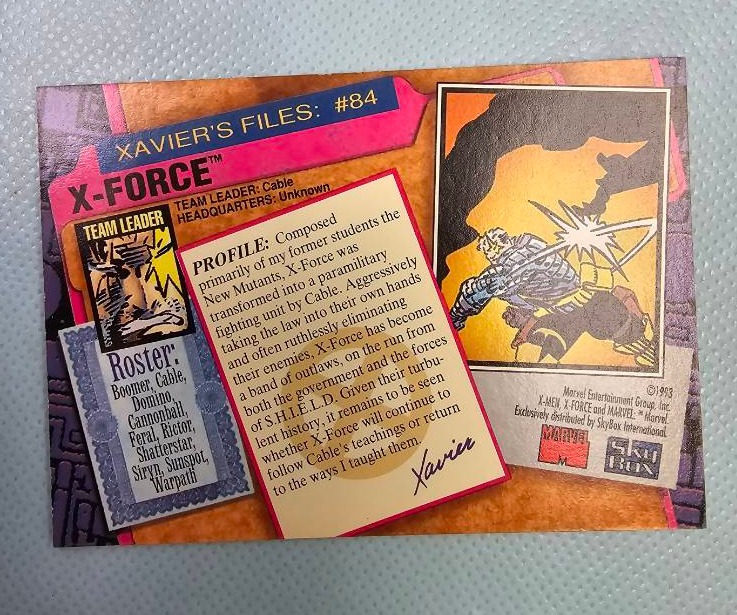 XAVIER'S FILES: #84
X-FORCE™
TEAM LEADER: Cable
HEADQUARTERS: Unknown
TEAM LEADER
Roster:
Boomer, Cable,
Domino,
Cannonball,
Feral, Rictor,
Shatterstar,
Siryn, Sunspot,
Warpath
PROFILE: Composed
primarily of my former students the
New Mutants, X-Force was
transformed into a paramilitary
fighting unit by Cable. Aggressively
taking the law into their own hands
and often ruthlessly eliminating
their enemies, X-Force has become
a band of outlaws, on the run from
both the government and the forces
of S.H.I.E.L.D. Given their turbu-
lent history, it remains to be seen
whether X-Force will continue to
follow Cable's teachings or return
to the ways I taught them.
Xavier
©1993
Marvel Entertainment Group, Inc.
X-MEN, X-FORCE and MARVEL: ™ Marvel.
Exclusively distributed by SkyBox International.
MARVEL
SKY
BOX